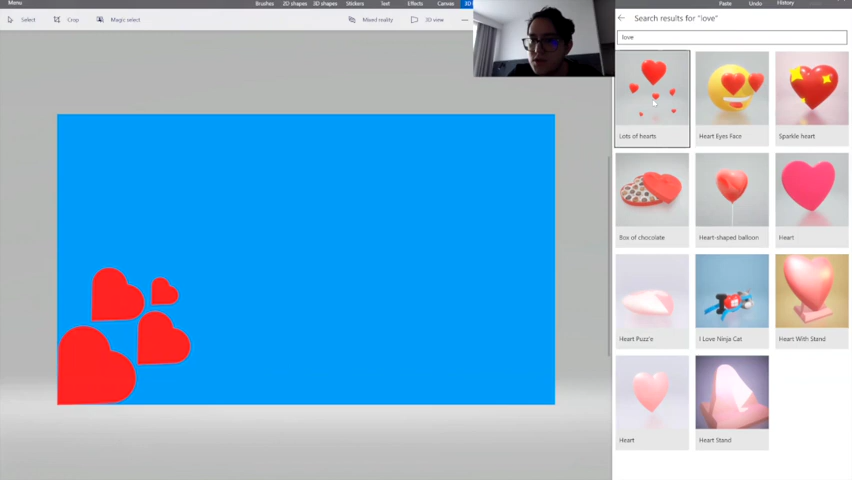 Menu Brushes 2D shapes 3D shapes Stickers Text Effects Canvas 3D Paste Undo History
Select Crop Magic select Mixed reality 3D view
Search results for "love"
love
Lots of hearts Heart Eyes Face Sparkle heart
Box of chocolate Heart-shaped balloon Heart
Heart Puzz'e I Love Ninja Cat Heart With Stand
Heart Heart Stand